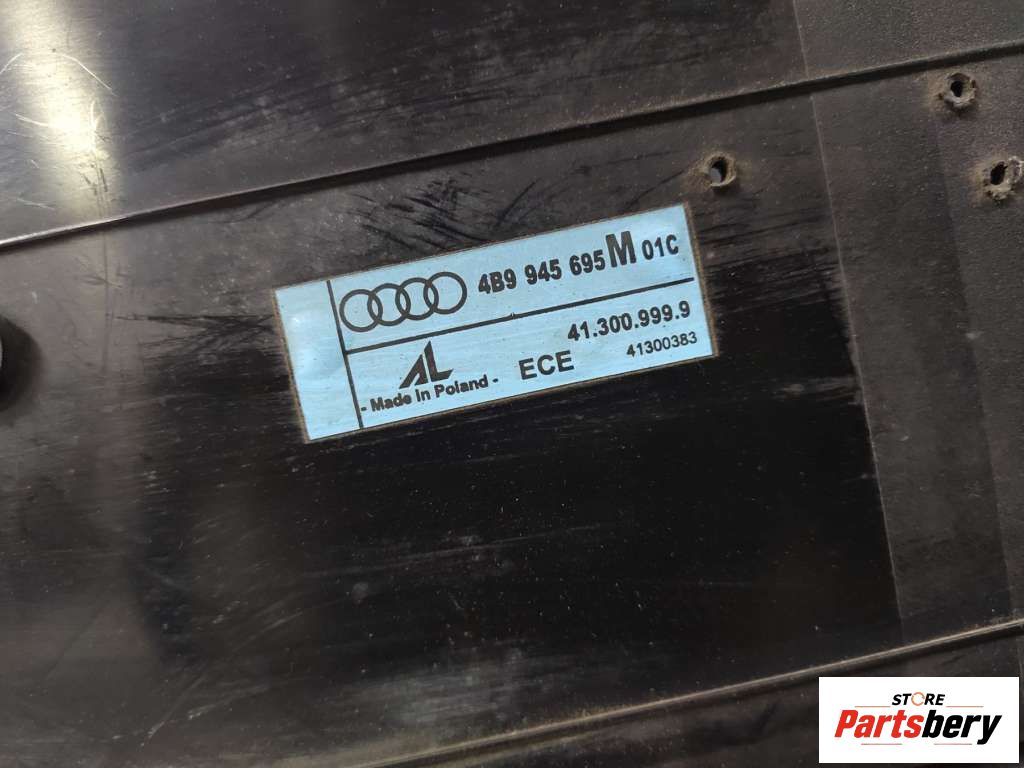 4B9 945 695 M 01C
41.300.999.9
AL ECE 41300383
- Made In Poland -
STORE
Partsbery